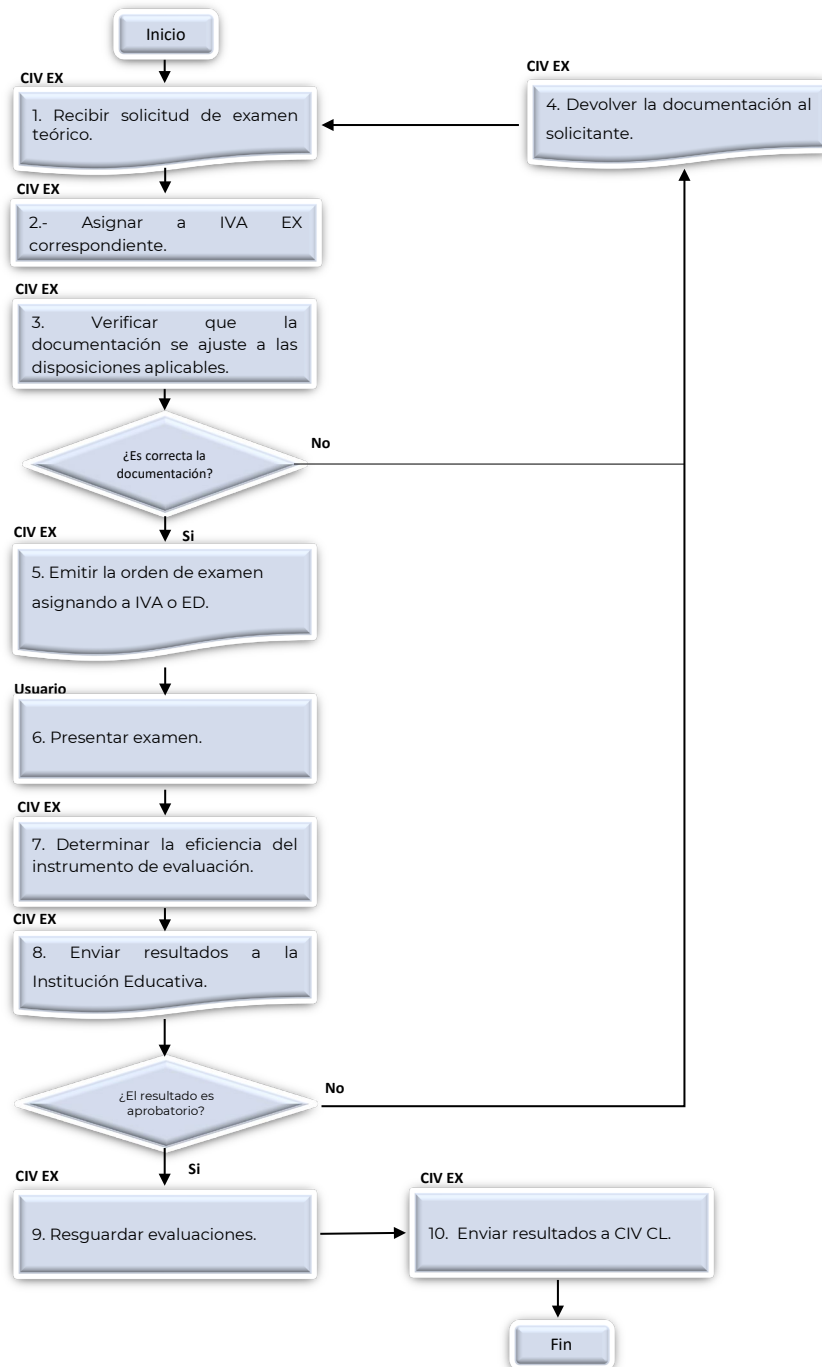 Inicio
CIV EX
1. Recibir solicitud de examen
teórico.
CIV EX
4. Devolver la documentación al
solicitante.
CIV EX
2.- Asignar a IVA EX
correspondiente.
CIV EX
3. Verificar que la
documentación se ajuste a las
disposiciones aplicables.
¿Es correcta la
documentación?
No
Si
CIV EX
5. Emitir la orden de examen
asignando a IVA o ED.
Usuario
6. Presentar examen.
CIV EX
7. Determinar la eficiencia del
instrumento de evaluación.
CIV EX
8. Enviar resultados a la
Institución Educativa.
¿El resultado es
aprobatorio?
No
Si
CIV EX
9. Resguardar evaluaciones.
CIV EX
10. Enviar resultados a CIV CL.
Fin